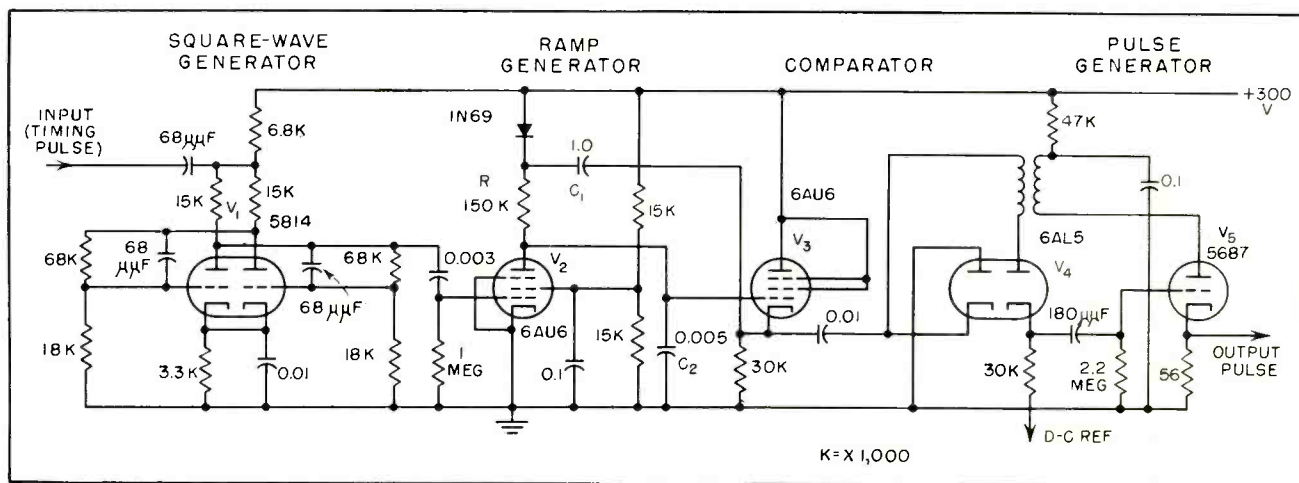 SQUARE-WAVE
GENERATOR
RAMP
GENERATOR
COMPARATOR
PULSE
GENERATOR
INPUT
(TIMING
PULSE)
68μμF
6.8K
1N69
+300
V
47K
15K
V1
15K
5814
R
150K
1.0
C1
15K
6AU6
0.1
68K
68
μμF
68K
68μμF
0.003
V2
6AU6
V3
6AL5
V4
V5
5687
18K
3.3K
0.01
18K
1
MEG
0.1
15K
0.005
C2
30K
0.01
180μμF
30K
2.2
MEG
56
OUTPUT
PULSE
D-C REF
K=X1,000